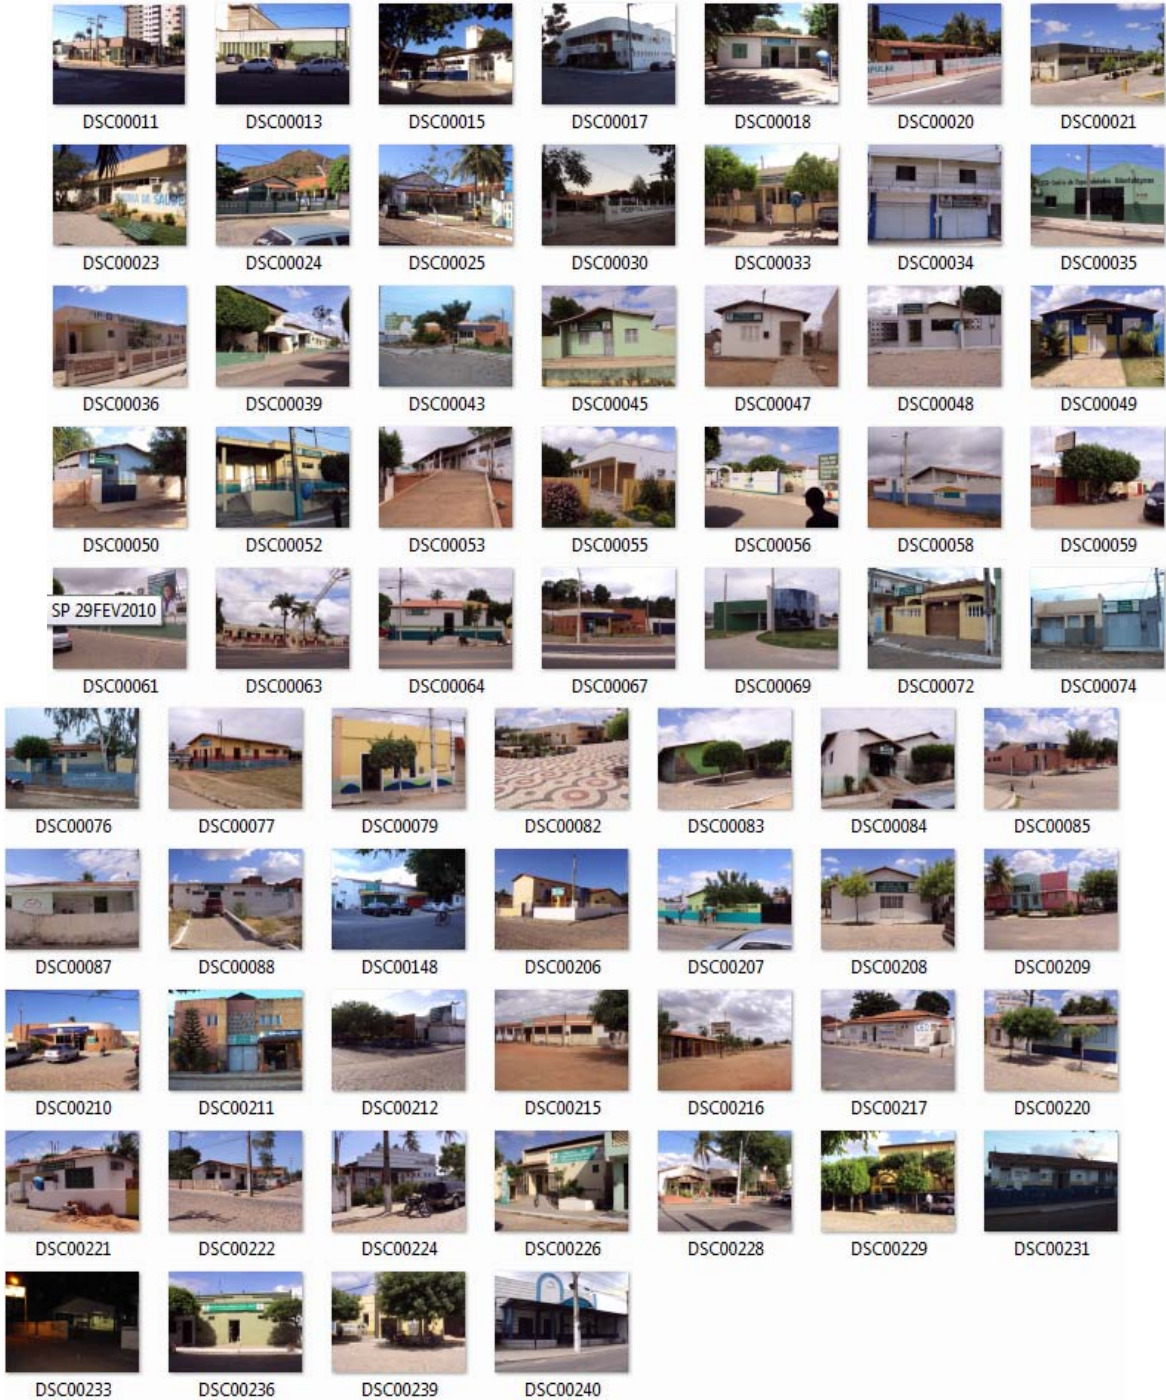 DSC00011 DSC00013 DSC00015 DSC00017 DSC00018 DSC00020 DSC00021
DSC00023 DSC00024 DSC00025 DSC00030 DSC00033 DSC00034 DSC00035
DSC00036 DSC00039 DSC00043 DSC00045 DSC00047 DSC00048 DSC00049
DSC00050 DSC00052 DSC00053 DSC00055 DSC00056 DSC00058 DSC00059
SP 29FEV2010
DSC00061 DSC00063 DSC00064 DSC00067 DSC00069 DSC00072 DSC00074
DSC00076 DSC00077 DSC00079 DSC00082 DSC00083 DSC00084 DSC00085
DSC00087 DSC00088 DSC00148 DSC00206 DSC00207 DSC00208 DSC00209
DSC00210 DSC00211 DSC00212 DSC00215 DSC00216 DSC00217 DSC00220
DSC00221 DSC00222 DSC00224 DSC00226 DSC00228 DSC00229 DSC00231
DSC00233 DSC00236 DSC00239 DSC00240